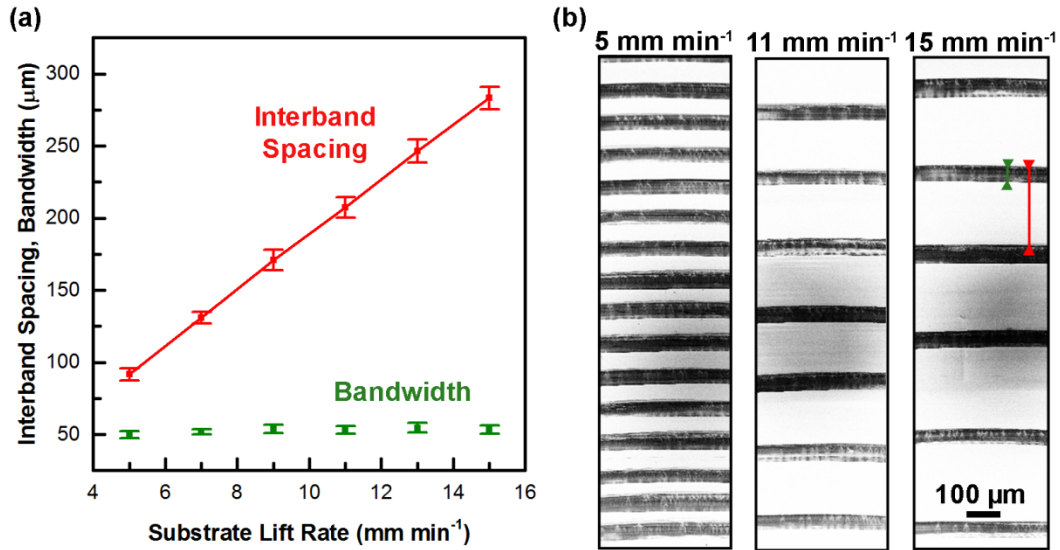 (a)
300
250
200
150
100
50
Interband Spacing, Bandwidth (μm)
Interband
Spacing
Bandwidth
4 6 8 10 12 14 16
Substrate Lift Rate (mm min⁻¹)
(b)
5 mm min⁻¹ 11 mm min⁻¹ 15 mm min⁻¹
100 μm